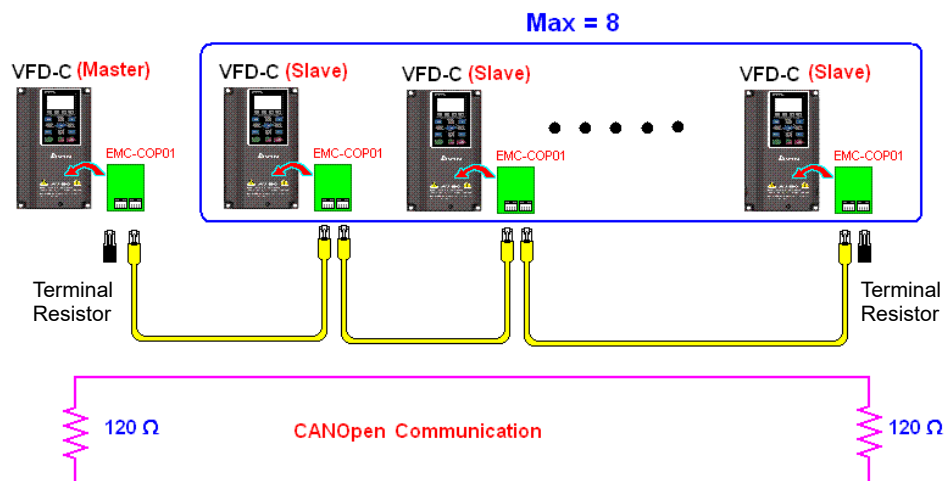 Max = 8
VFD-C (Master)
VFD-C (Slave)
VFD-C (Slave)
VFD-C (Slave)
EMC-COP01
EMC-COP01
EMC-COP01
EMC-COP01
Terminal
Resistor
Terminal
Resistor
120 Ω
CANOpen Communication
120 Ω